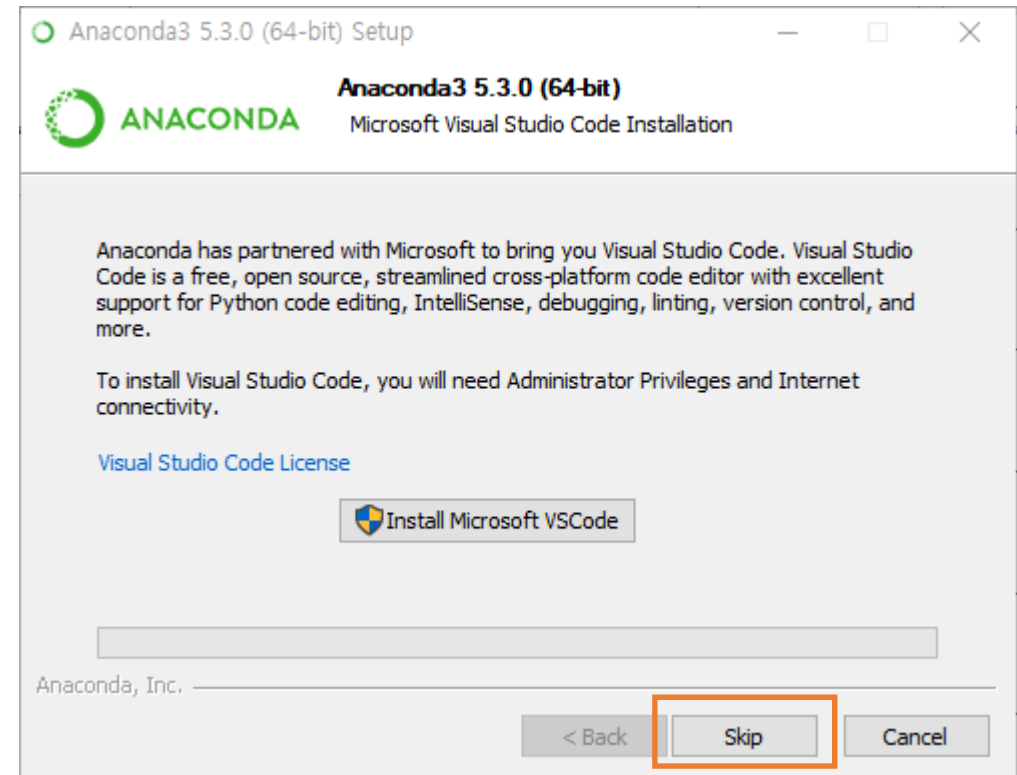 Anaconda3 5.3.0 (64-bit) Setup
ANACONDA
Anaconda3 5.3.0 (64-bit)
Microsoft Visual Studio Code Installation
Anaconda has partnered with Microsoft to bring you Visual Studio Code. Visual Studio
Code is a free, open source, streamlined cross-platform code editor with excellent
support for Python code editing, IntelliSense, debugging, linting, version control, and
more.
To install Visual Studio Code, you will need Administrator Privileges and Internet
connectivity.
Visual Studio Code License
Install Microsoft VSCode
Anaconda, Inc.
< Back
Skip
Cancel